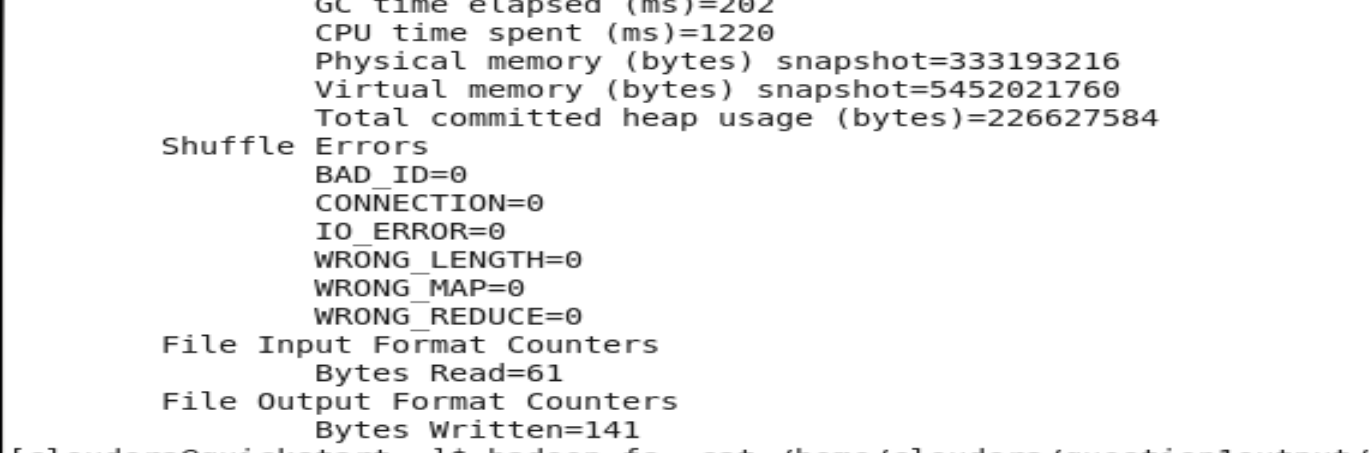 GC time elapsed (ms)=202
CPU time spent (ms)=1220
Physical memory (bytes) snapshot=333193216
Virtual memory (bytes) snapshot=5452021760
Total committed heap usage (bytes)=226627584
Shuffle Errors
BAD_ID=0
CONNECTION=0
IO_ERROR=0
WRONG_LENGTH=0
WRONG_MAP=0
WRONG_REDUCE=0
File Input Format Counters
Bytes Read=61
File Output Format Counters
Bytes Written=141